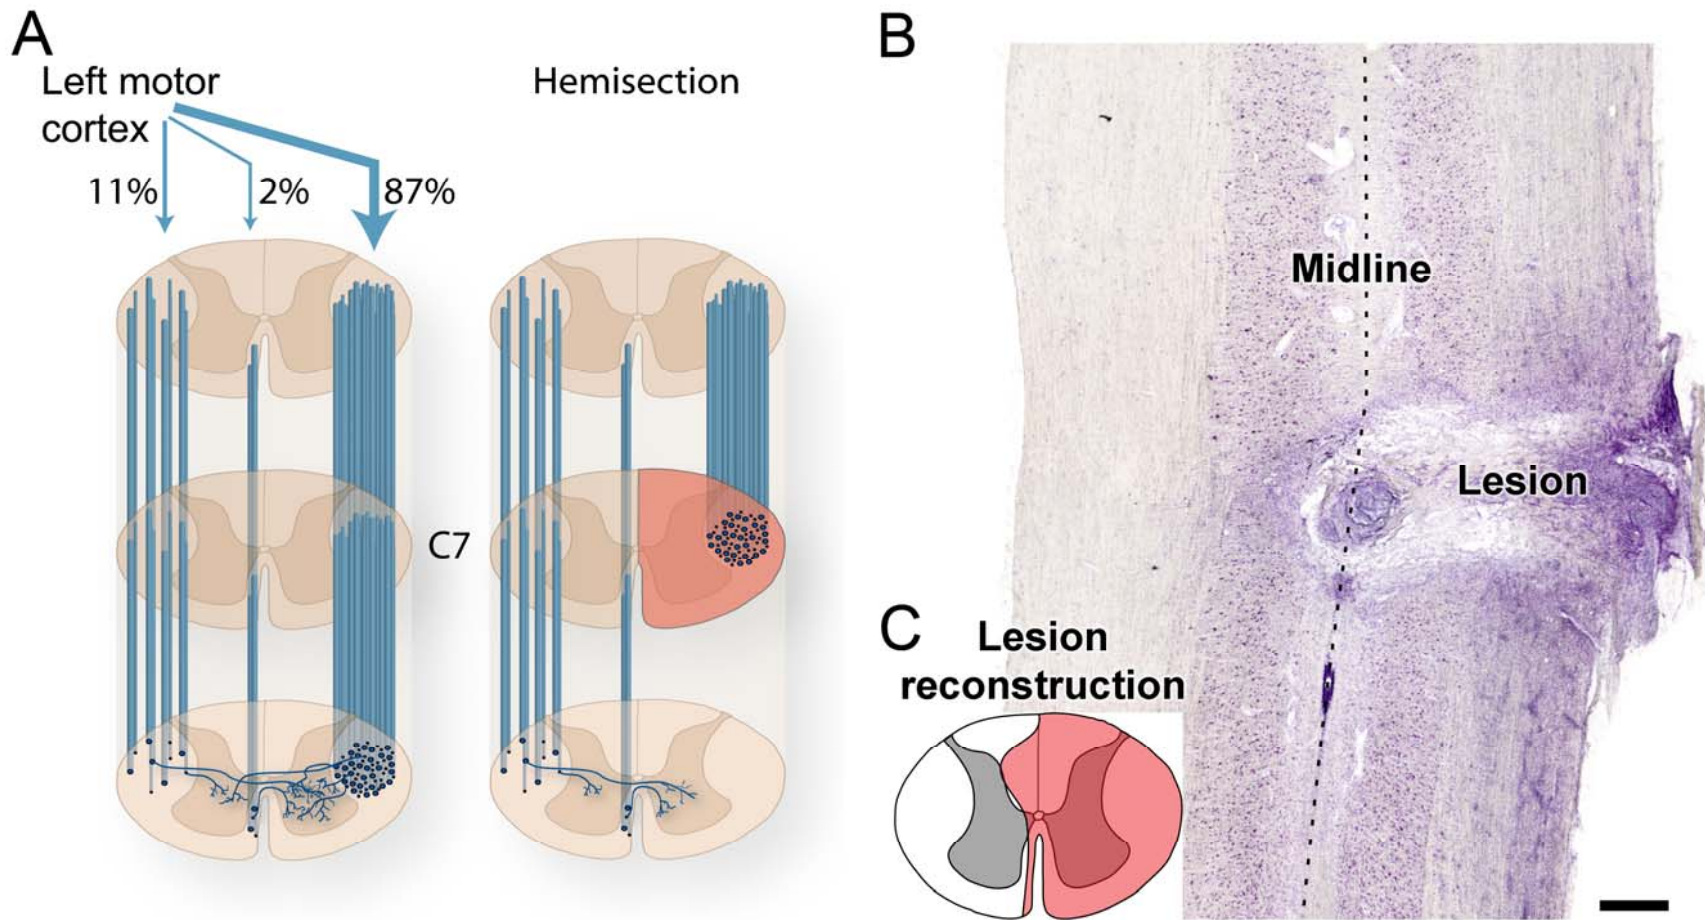 A
Left motor
cortex
11%
2%
87%
Hemisection
C7
B
Midline
Lesion
C
Lesion
reconstruction